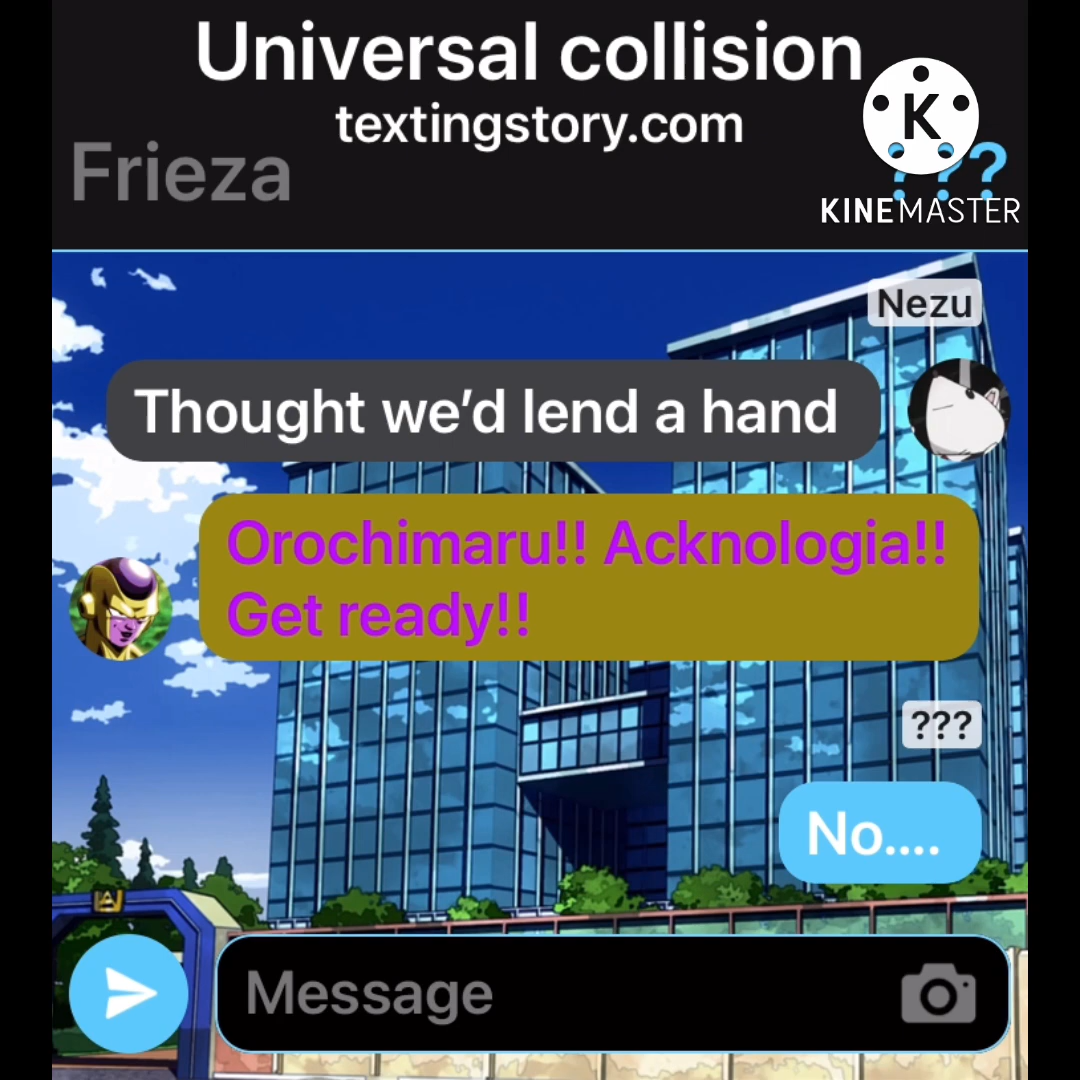 Universal collision
textingstory.com
Frieza
???
K
KINEMASTER
Nezu
Thought we’d lend a hand
Orochimaru!! Acknologia!!
Get ready!!
???
No....
Message